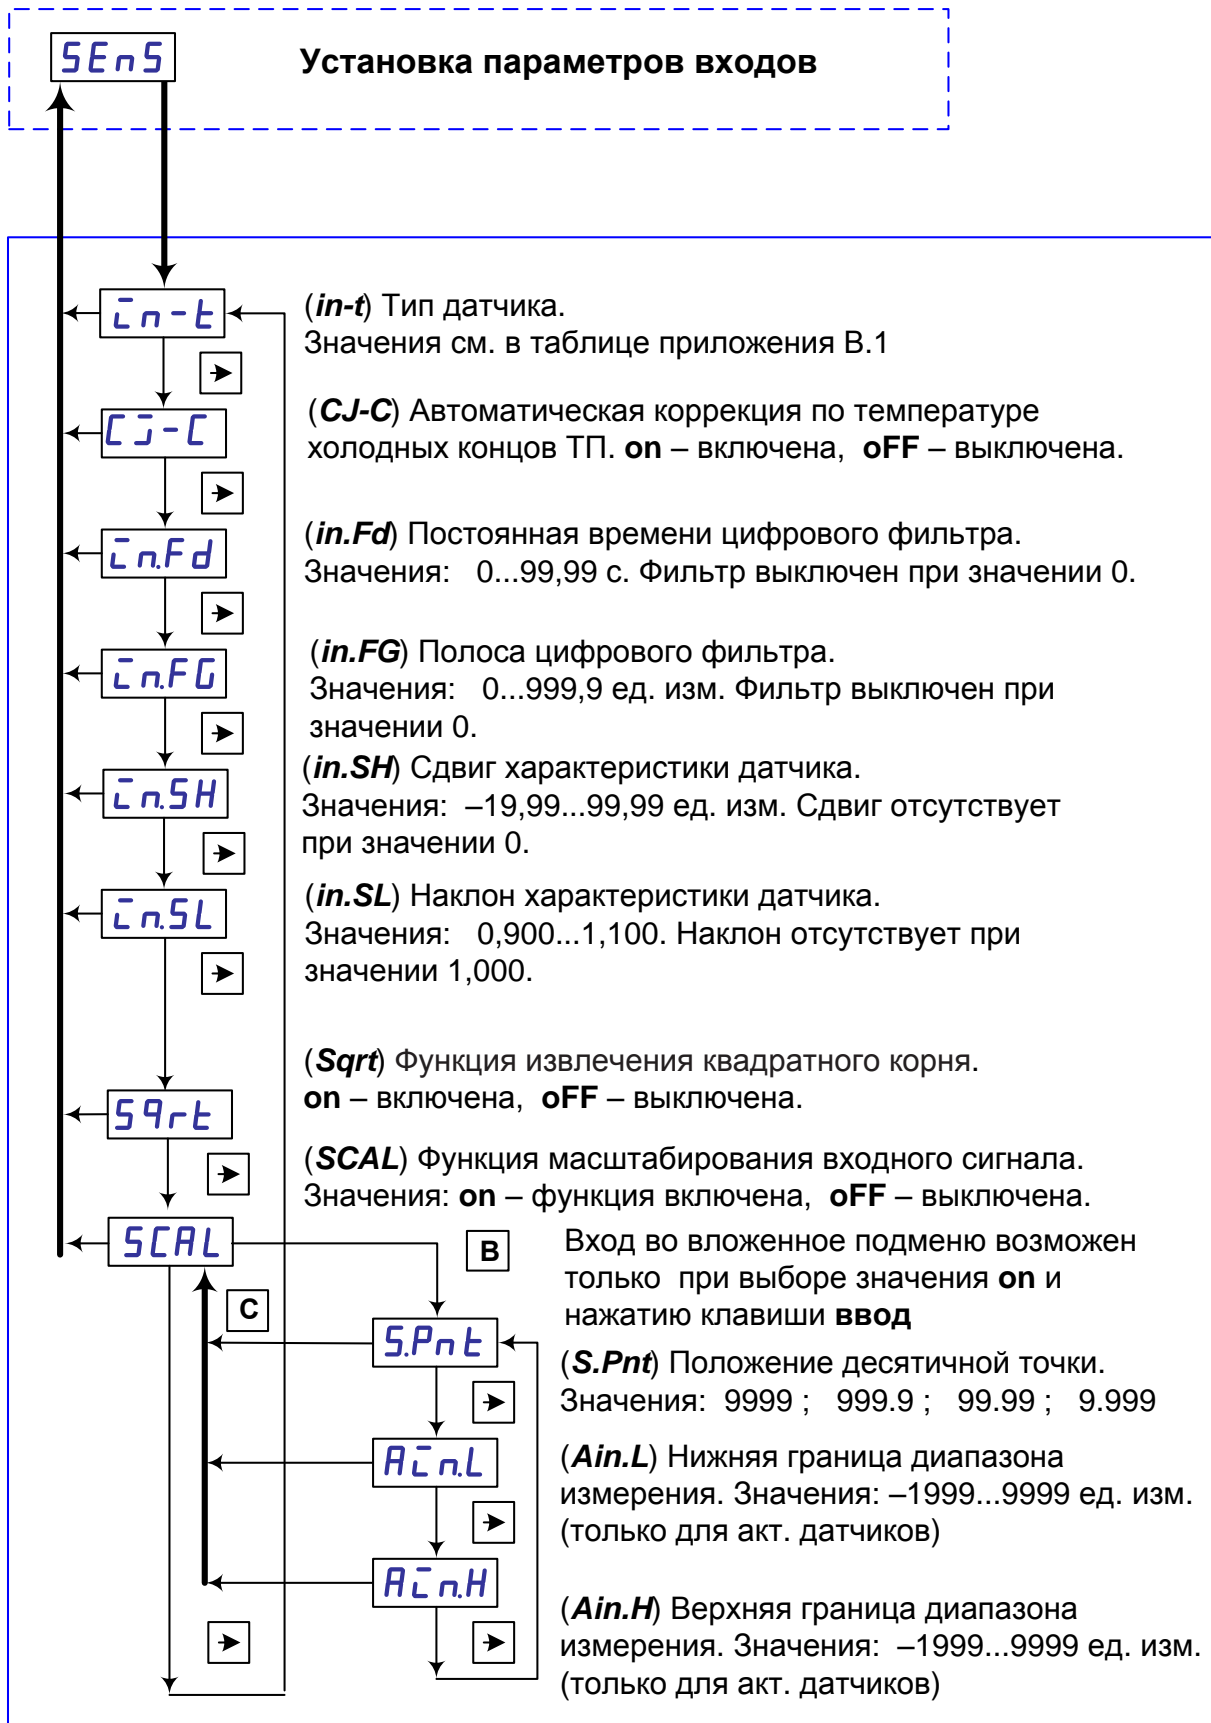 SEnS
Установка параметров входов
in-t
(in-t) Тип датчика.
Значения см. в таблице приложения В.1
CJ-C
(CJ-C) Автоматическая коррекция по температуре
холодных концов ТП. on – включена, oFF – выключена.
in.Fd
(in.Fd) Постоянная времени цифрового фильтра.
Значения: 0...99,99 с. Фильтр выключен при значении 0.
in.FG
(in.FG) Полоса цифрового фильтра.
Значения: 0...999,9 ед. изм. Фильтр выключен при
значении 0.
in.SH
(in.SH) Сдвиг характеристики датчика.
Значения: –19,99...99,99 ед. изм. Сдвиг отсутствует
при значении 0.
in.SL
(in.SL) Наклон характеристики датчика.
Значения: 0,900...1,100. Наклон отсутствует при
значении 1,000.
Sqrt
(Sqrt) Функция извлечения квадратного корня.
on – включена, oFF – выключена.
SCAL
(SCAL) Функция масштабирования входного сигнала.
Значения: on – функция включена, oFF – выключена.
B
Вход во вложенное подменю возможен
только при выборе значения on и
нажатию клавиши ввод
C
S.Pnt
(S.Pnt) Положение десятичной точки.
Значения: 9999 ; 999.9 ; 99.99 ; 9.999
Ain.L
(Ain.L) Нижняя граница диапазона
измерения. Значения: –1999...9999 ед. изм.
(только для акт. датчиков)
Ain.H
(Ain.H) Верхняя граница диапазона
измерения. Значения: –1999...9999 ед. изм.
(только для акт. датчиков)